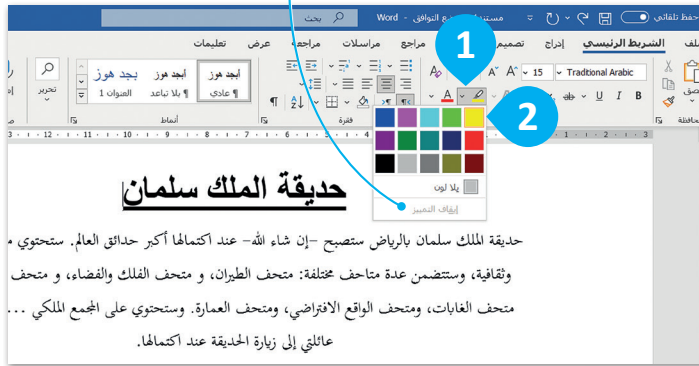 حفظ تلقائي
مستند
التوافق - Word
بحث
ملف
الشريط الرئيسي
إدراج
تصميم
مراجع
مراسلات
مراجعة
عرض
تعليمات
Traditional Arabic
15
B I U ab
A
أبجد هوز
أبجد هوز
بجد هوز
¶ عادي
¶ بلا تباعد
العنوان 1
تحرير
فقرة
أنماط
1
2
بلا لون
إيقاف التمييز
حديقة الملك سلمان
حديقة الملك سلمان بالرياض ستصبح –إن شاء الله– عند اكتمالها أكبر حدائق العالم. ستحتوي
وثقافية، وستتضمن عدة متاحف مختلفة: متحف الطيران، و متحف الفلك والفضاء، و متحف
متحف الغابات، ومتحف الواقع الافتراضي، ومتحف العمارة. وستحتوي على المجمع الملكي ...
عائلتي إلى زيارة الحديقة عند اكتمالها.